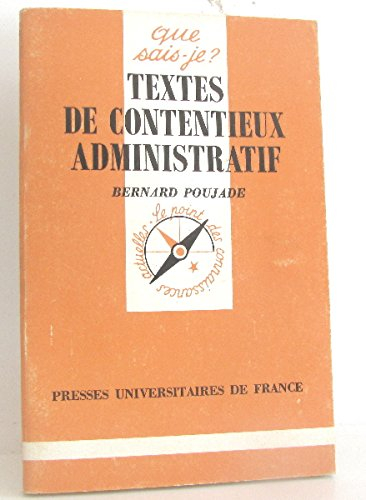 que
sais-je?
TEXTES
DE CONTENTIEUX
ADMINISTRATIF
BERNARD POUJADE
le point des connaissances actuelles
PRESSES UNIVERSITAIRES DE FRANCE